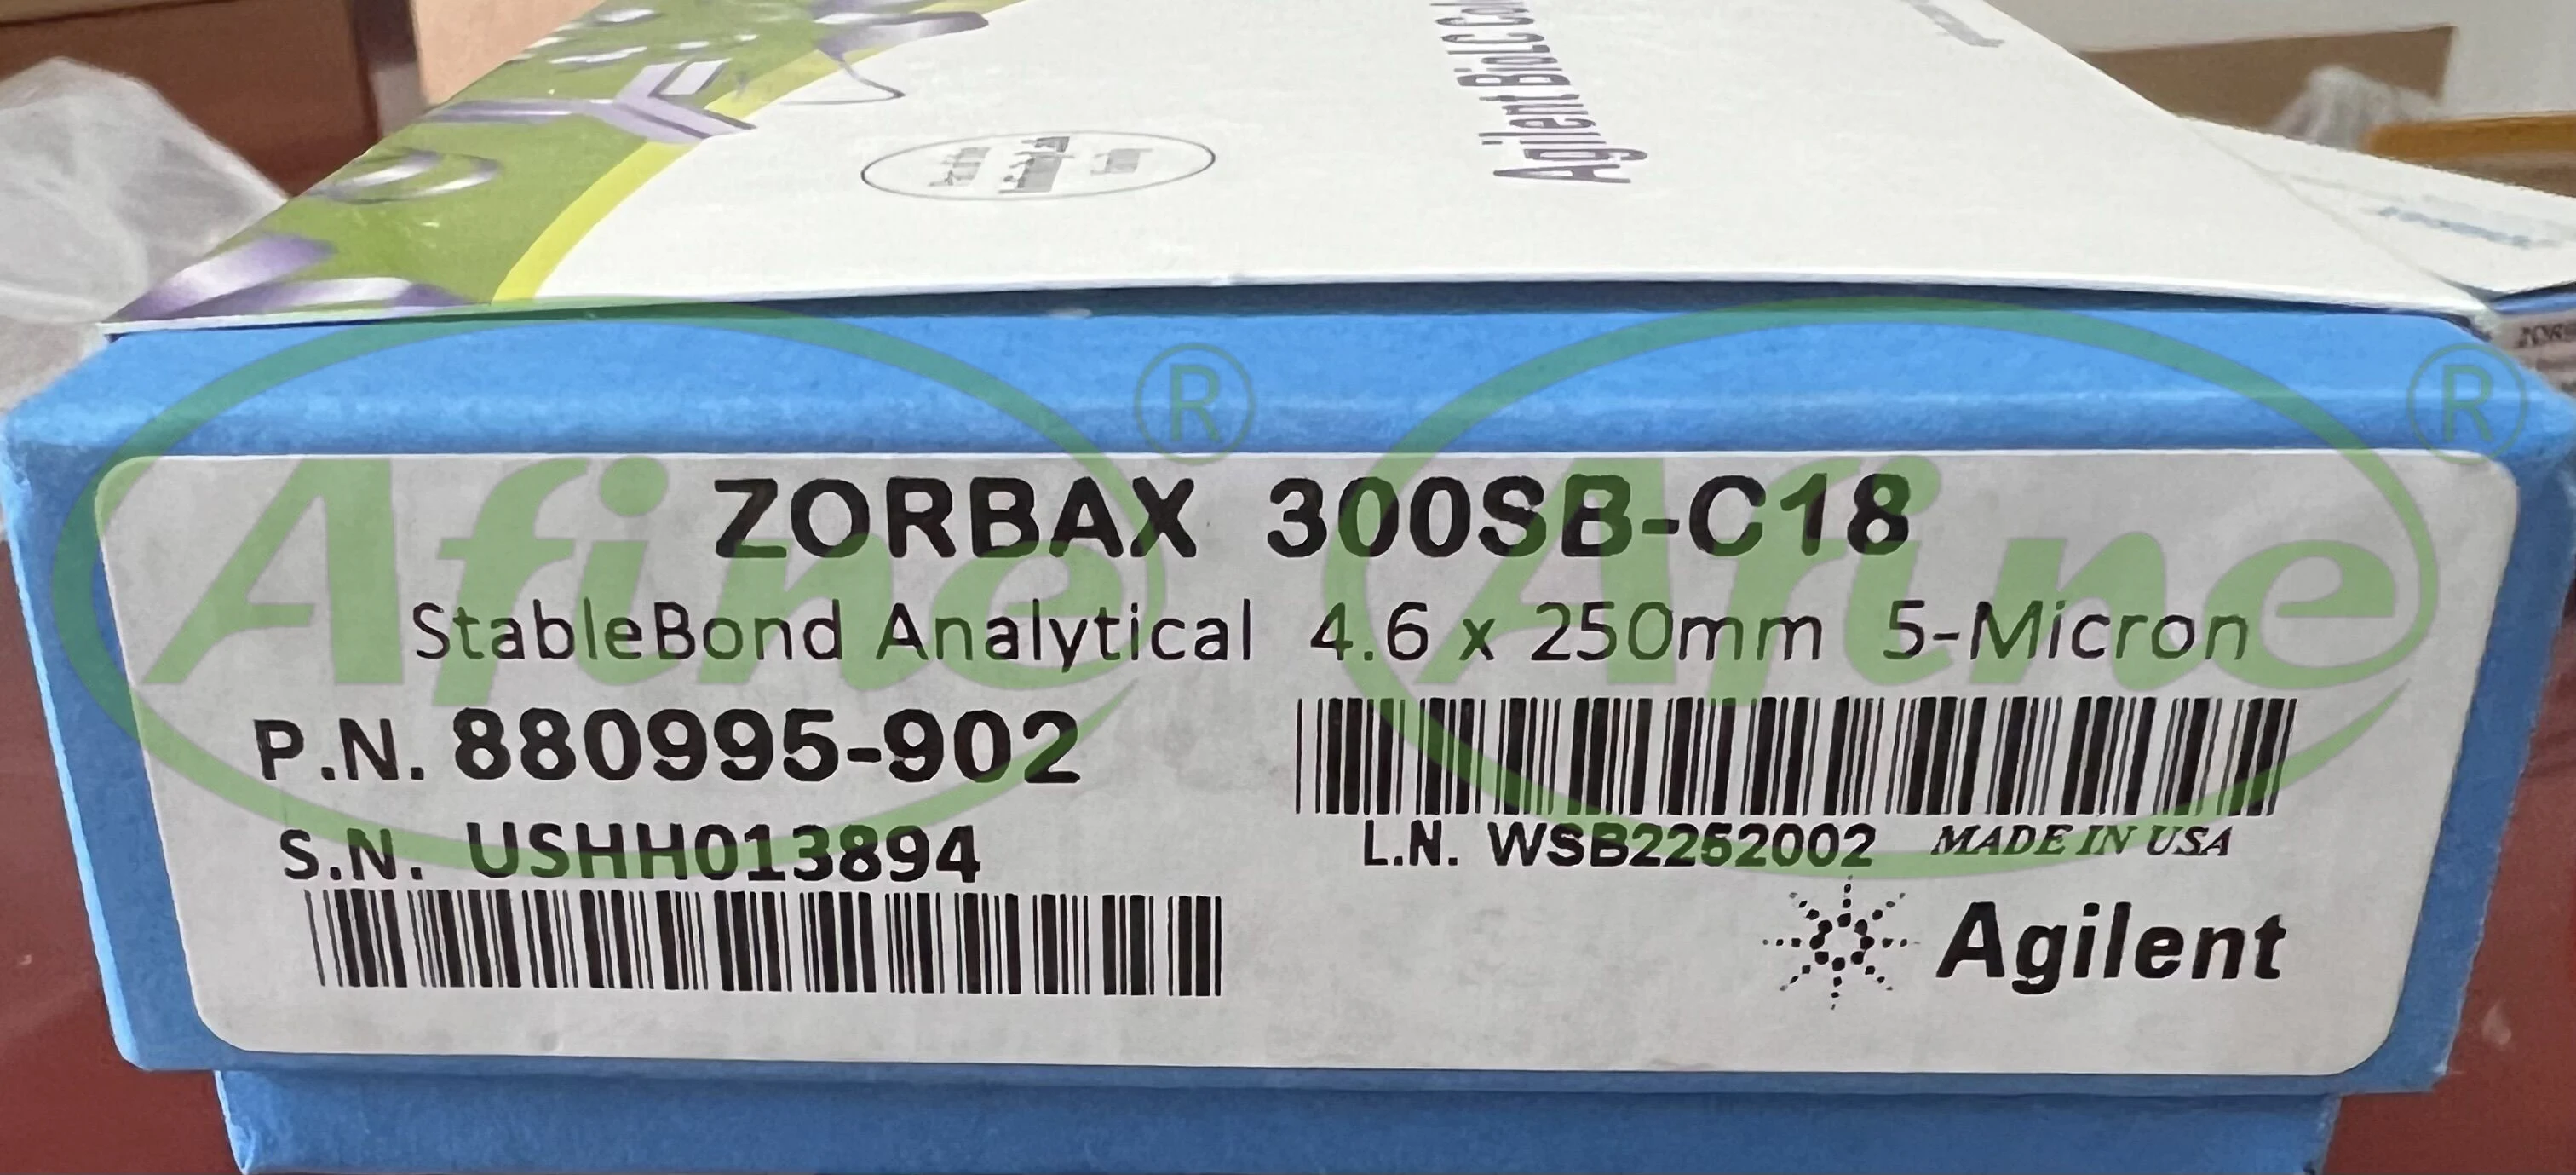 Agilent BioLC Col
ZORBAX 300SB-C18
StableBond Analytical 4.6 x 250mm 5-Micron
P.N. 880995-902
S.N. USHH013894
L.N. WSB2252002 MADE IN USA
Agilent
Afine®
Afine®